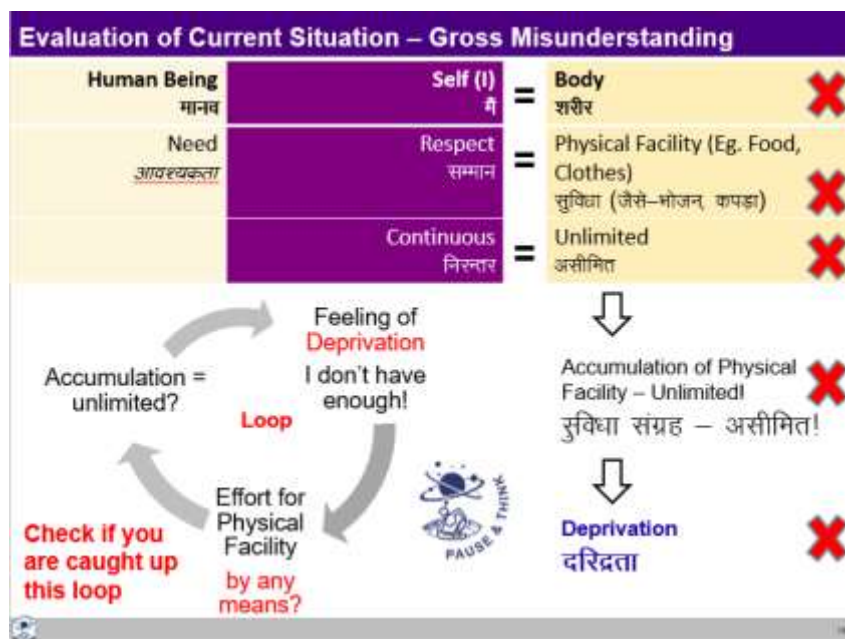 Evaluation of Current Situation – Gross Misunderstanding
Human Being
मानव
Self (I)
मैं
=
Body
शरीर
Need
आवश्यकता
Respect
सम्मान
=
Physical Facility (Eg. Food,
Clothes)
सुविधा (जैसे–भोजन, कपड़ा)
Continuous
निरन्तर
=
Unlimited
असीमित
Feeling of
Deprivation
I don't have
enough!
Accumulation =
unlimited?
Loop
Effort for
Physical
Facility
by any
means?
Check if you
are caught up
this loop
PAUSE & THINK
Accumulation of Physical
Facility – Unlimited!
सुविधा संग्रह – असीमित!
Deprivation
दरिद्रता